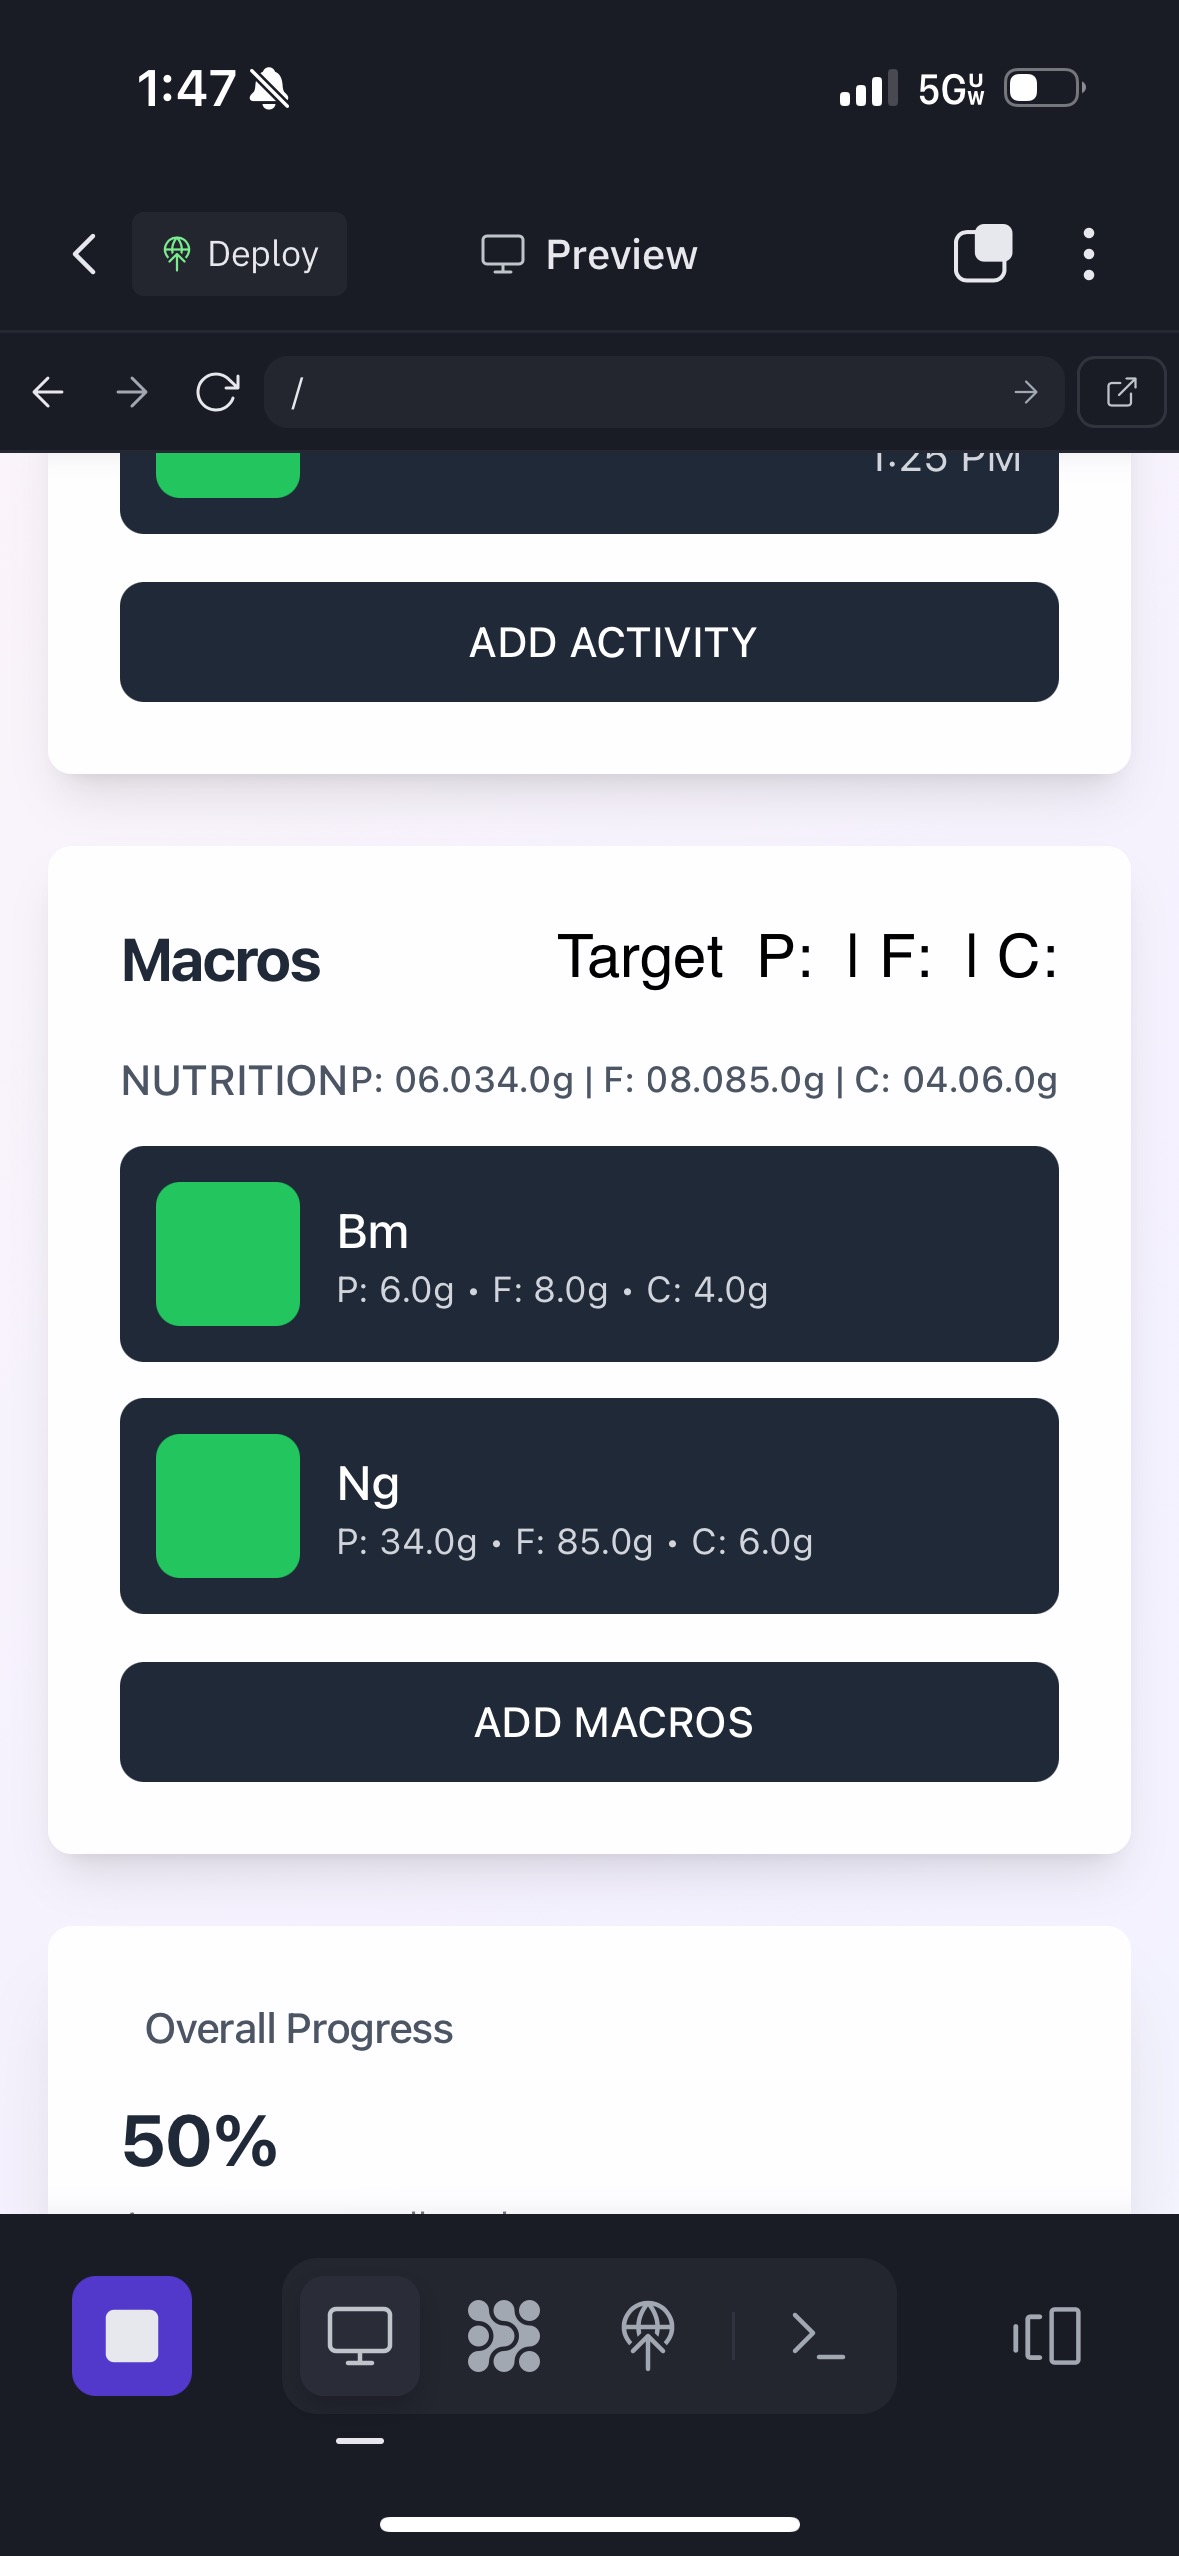 1:47 5GUW
Deploy Preview
/
1:25 PM
ADD ACTIVITY
Macros Target P: | F: | C:
NUTRITIONP: 06.034.0g | F: 08.085.0g | C: 04.06.0g
Bm
P: 6.0g • F: 8.0g • C: 4.0g
Ng
P: 34.0g • F: 85.0g • C: 6.0g
ADD MACROS
Overall Progress
50%